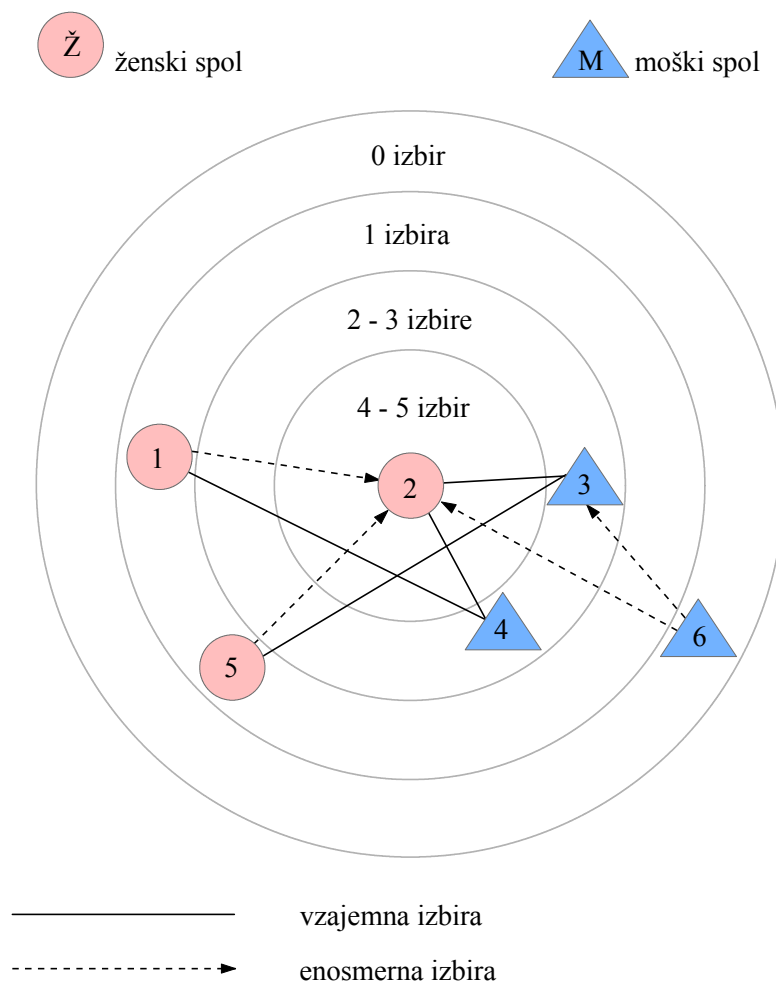 Ž
ženski spol
M
moški spol
0 izbir
1 izbira
2 - 3 izbire
4 - 5 izbir
1
2
3
4
5
6
vzajemna izbira
enosmerna izbira